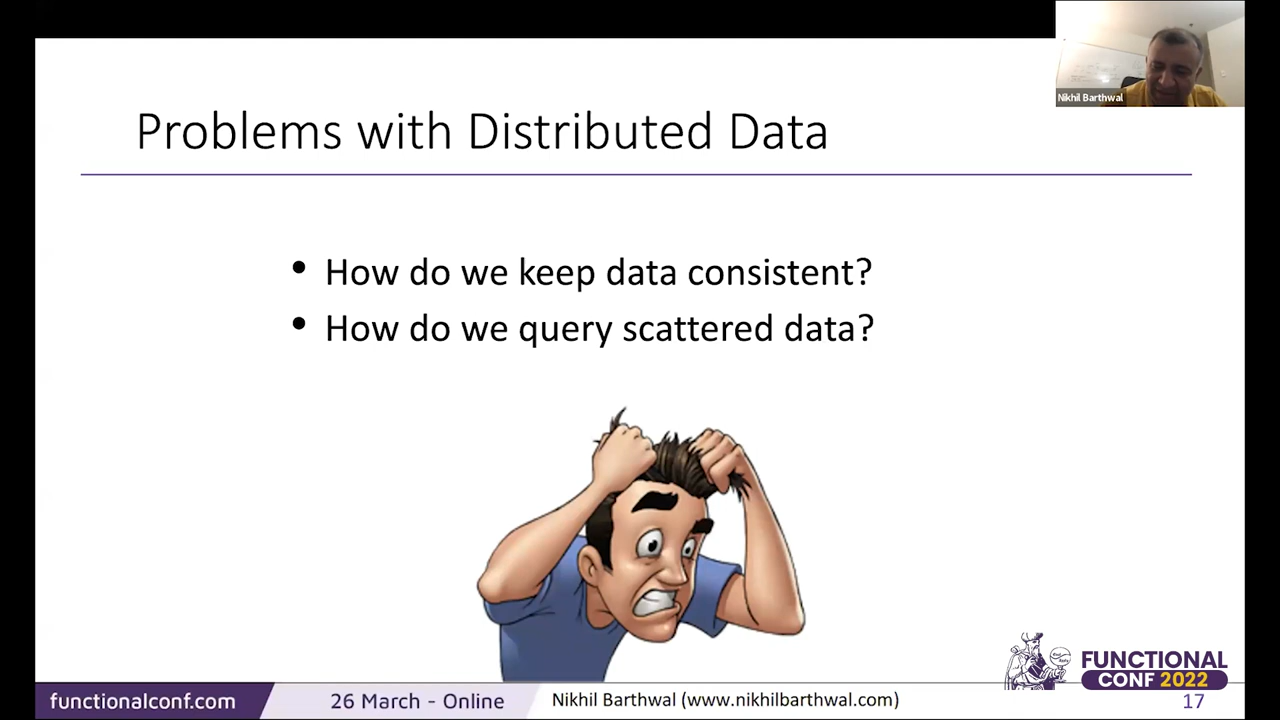 Nikhil Barthwal
Problems with Distributed Data
• How do we keep data consistent?
• How do we query scattered data?
FUNCTIONAL
CONF 2022
functionalconf.com
26 March - Online
Nikhil Barthwal (www.nikhilbarthwal.com)
17